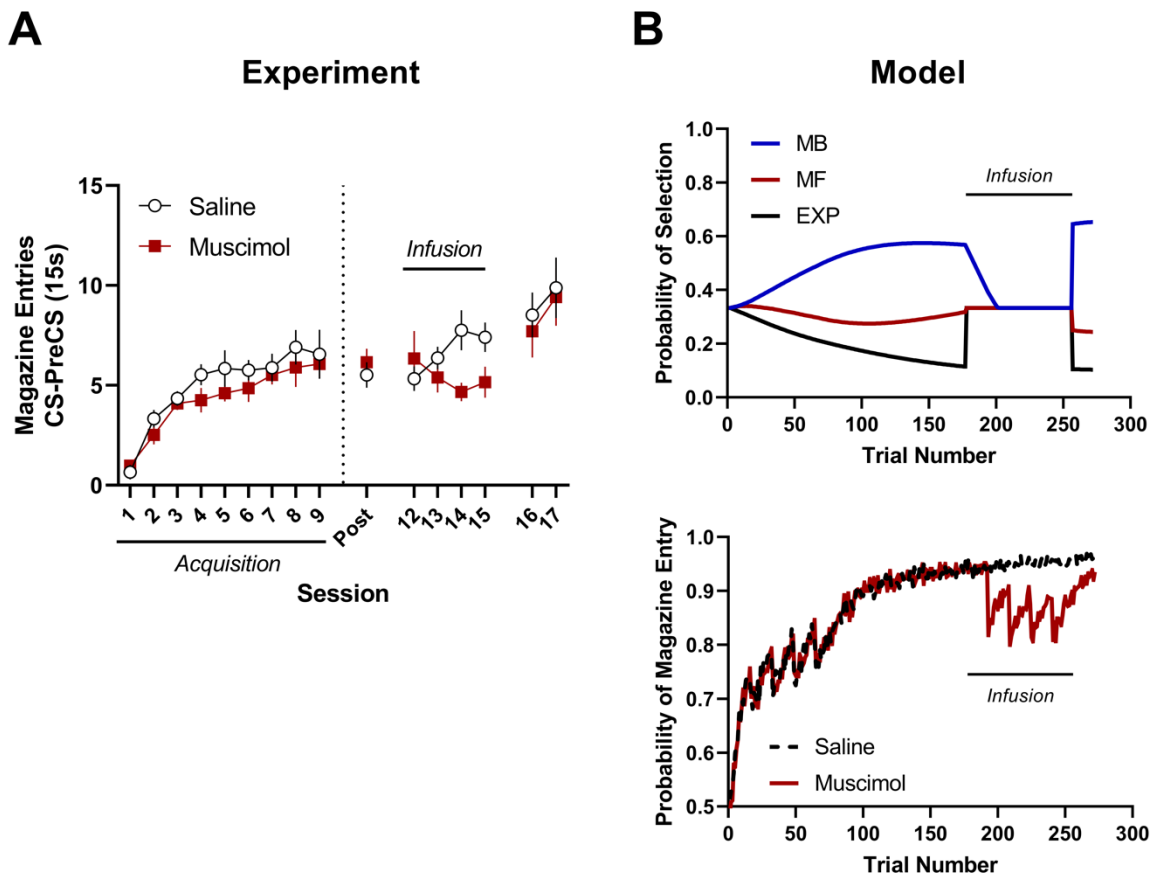 A
Experiment
Magazine Entries
CS-PreCS (15s)
15
10
5
0
Saline
Muscimol
Infusion
1 2 3 4 5 6 7 8 9 Post 12 13 14 15 16 17
Acquisition
Session
B
Model
Probability of Selection
1.0
0.8
0.6
0.4
0.2
0.0
MB
MF
EXP
Infusion
0 50 100 150 200 250 300
Trial Number
Probability of Magazine Entry
1.0
0.9
0.8
0.7
0.6
0.5
Infusion
Saline
Muscimol
0 50 100 150 200 250 300
Trial Number